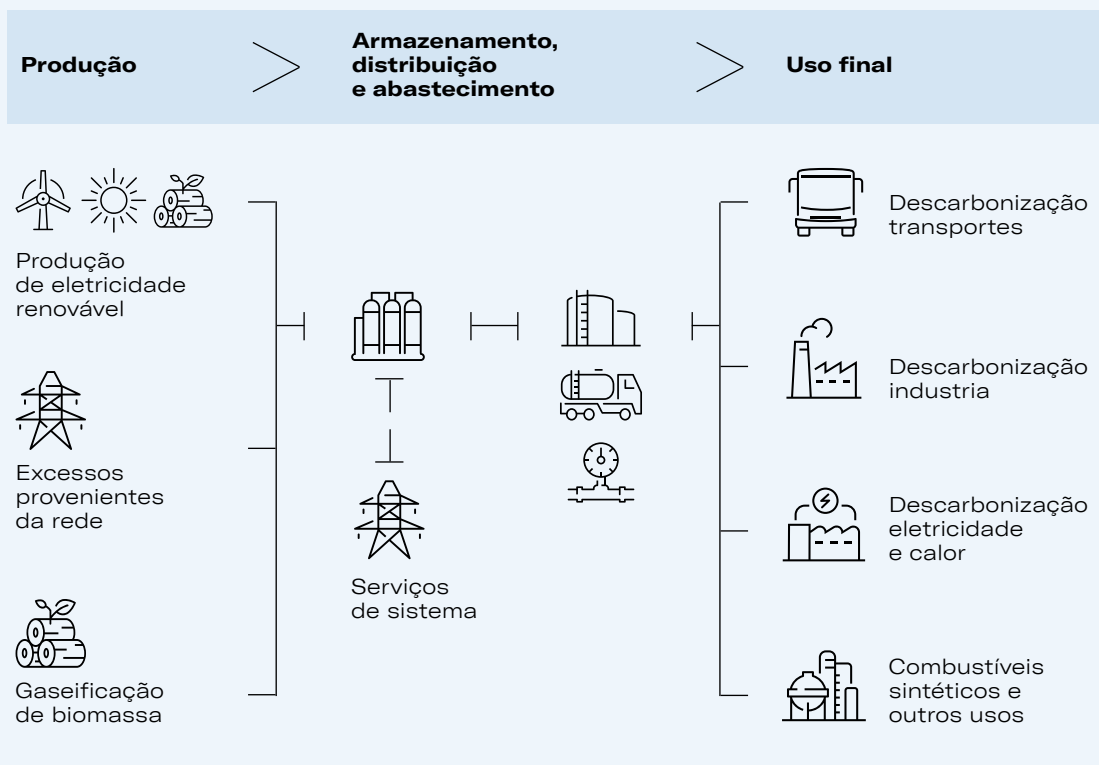 Produção
Armazenamento,
distribuição
e abastecimento
Uso final
Produção
de eletricidade
renovável
Excessos
provenientes
da rede
Gaseificação
de biomassa
Serviços
de sistema
Descarbonização
transportes
Descarbonização
industria
Descarbonização
eletricidade
e calor
Combustíveis
sintéticos e
outros usos